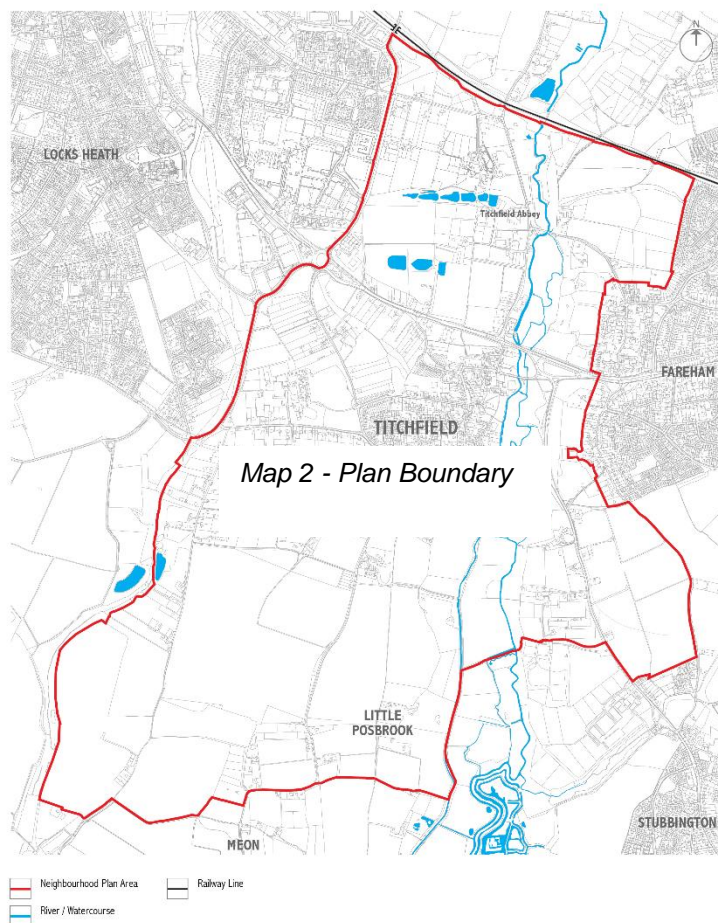 N
LOCKS HEATH
Titchfield Abbey
FAREHAM
TITCHFIELD
Map 2 - Plan Boundary
LITTLE
POSBROOK
STUBBINGTON
MEON
Neighbourhood Plan Area
Railway Line
River / Watercourse